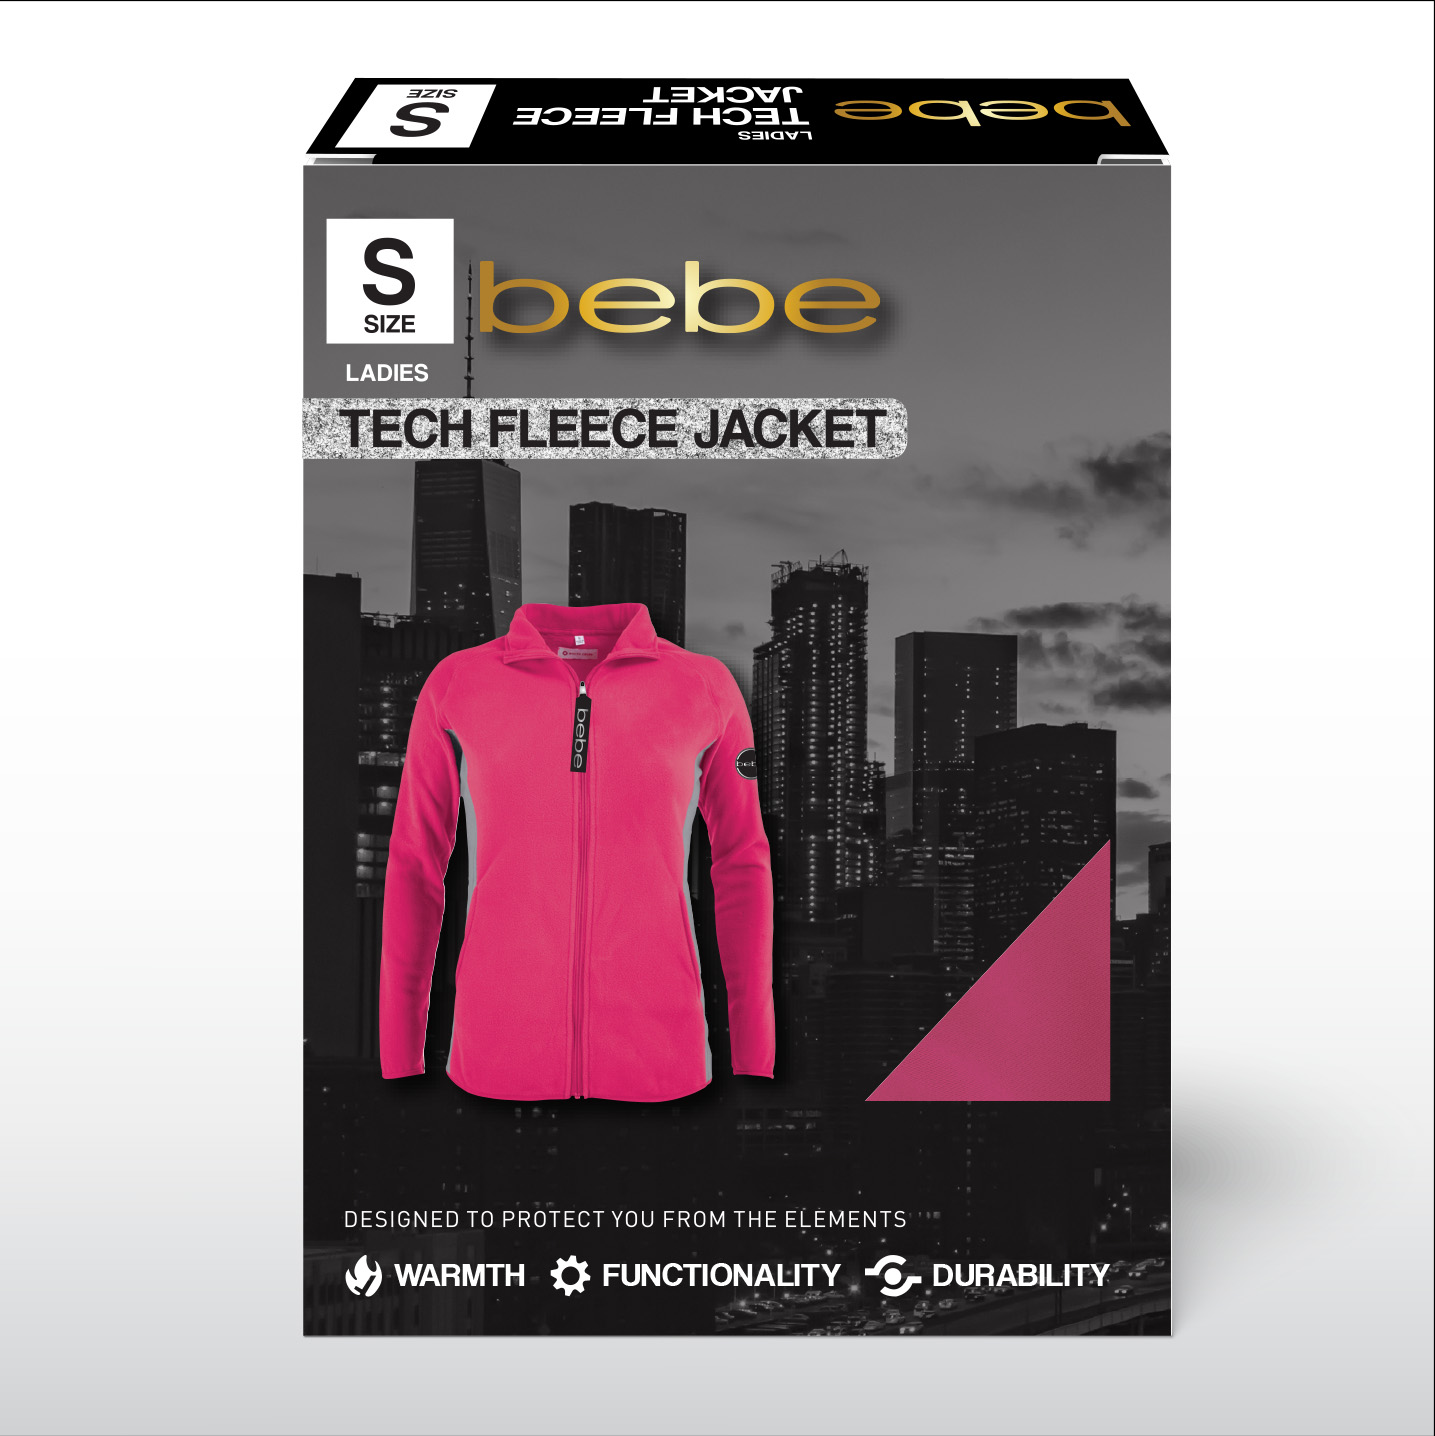 SIZE
S
LADIES
TECH FLEECE
JACKET
bebe
S
SIZE
bebe
LADIES
TECH FLEECE JACKET
bebe
beb
DESIGNED TO PROTECT YOU FROM THE ELEMENTS
WARMTH FUNCTIONALITY DURABILITY